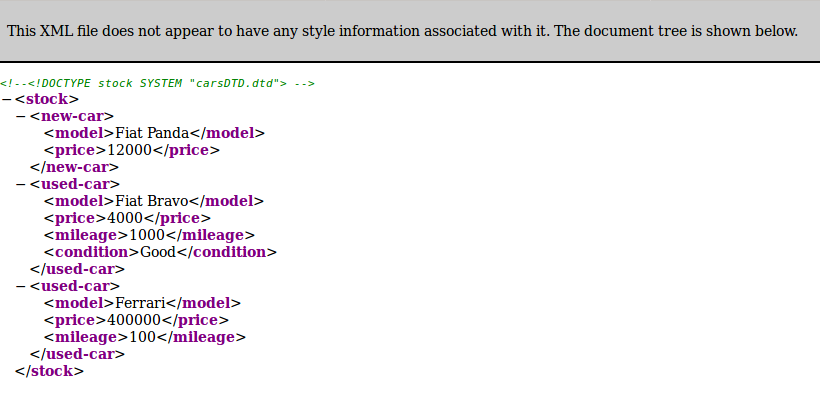 This XML file does not appear to have any style information associated with it. The document tree is shown below.
<!--<!DOCTYPE stock SYSTEM "carsDTD.dtd"> -->
−<stock>
−<new-car>
<model>Fiat Panda</model>
<price>12000</price>
</new-car>
−<used-car>
<model>Fiat Bravo</model>
<price>4000</price>
<mileage>1000</mileage>
<condition>Good</condition>
</used-car>
−<used-car>
<model>Ferrari</model>
<price>400000</price>
<mileage>100</mileage>
</used-car>
</stock>